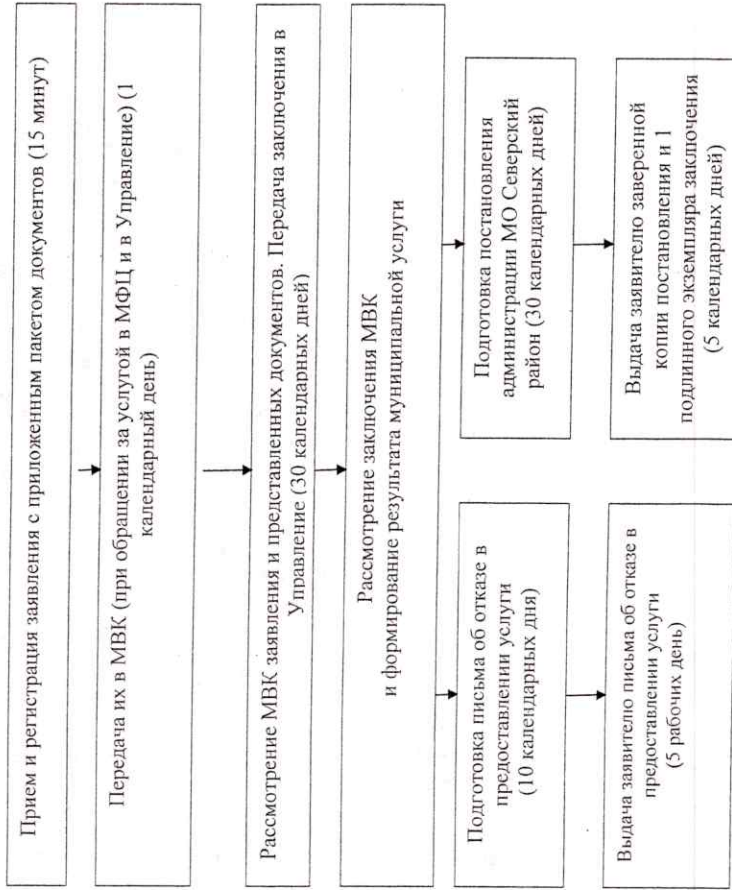 Прием и регистрация заявления с приложенным пакетом документов (15 минут)
Передача их в МВК (при обращении за услугой в МФЦ и в Управление) (1
календарный день)
Рассмотрение МВК заявления и представленных документов. Передача заключения в
Управление (30 календарных дней)
Рассмотрение заключения МВК
и формирование результата муниципальной услуги
Подготовка письма об отказе в
предоставлении услуги
(10 календарных дня)
Выдача заявителю письма об отказе в
предоставлении услуги
(5 рабочих день)
Подготовка постановления
администрации МО Северский
район (30 календарных дней)
Выдача заявителю заверенной
копии постановления и 1
подлинного экземпляра заключения
(5 календарных дней)